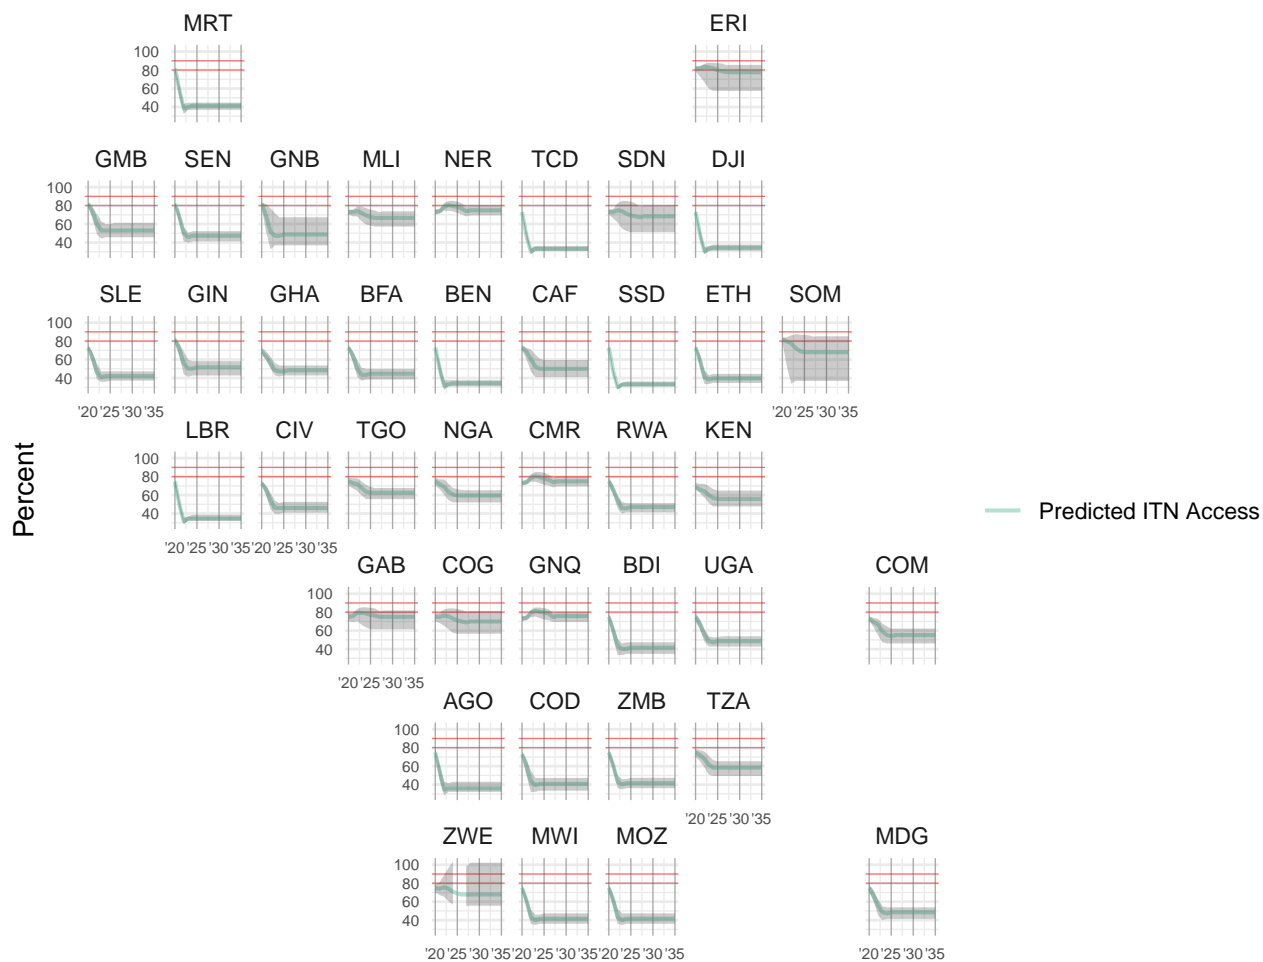 MRT ERI
100
80
60
40
GMB SEN GNB MLI NER TCD SDN DJI
100
80
60
40
SLE GIN GHA BFA BEN CAF SSD ETH SOM
100
80
60
40
'20 '25 '30 '35 '20 '25 '30 '35
LBR CIV TGO NGA CMR RWA KEN
100
80
60
40
'20 '25 '30 '35 '20 '25 '30 '35
GAB COG GNQ BDI UGA COM
100
80
60
40
'20 '25 '30 '35
AGO COD ZMB TZA
100
80
60
40
'20 '25 '30 '35
ZWE MWI MOZ MDG
100
80
60
40
'20 '25 '30 '35 '20 '25 '30 '35 '20 '25 '30 '35 '20 '25 '30 '35
Percent
Predicted ITN Access